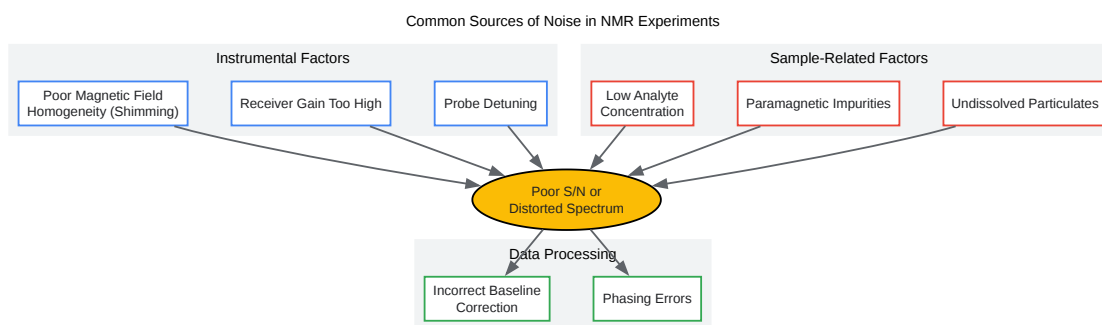 Common Sources of Noise in NMR Experiments
Instrumental Factors
Sample-Related Factors
Poor Magnetic Field
Homogeneity (Shimming)
Receiver Gain Too High
Probe Detuning
Low Analyte
Concentration
Paramagnetic Impurities
Undissolved Particulates
Poor S/N or
Distorted Spectrum
Data Processing
Incorrect Baseline
Correction
Phasing Errors